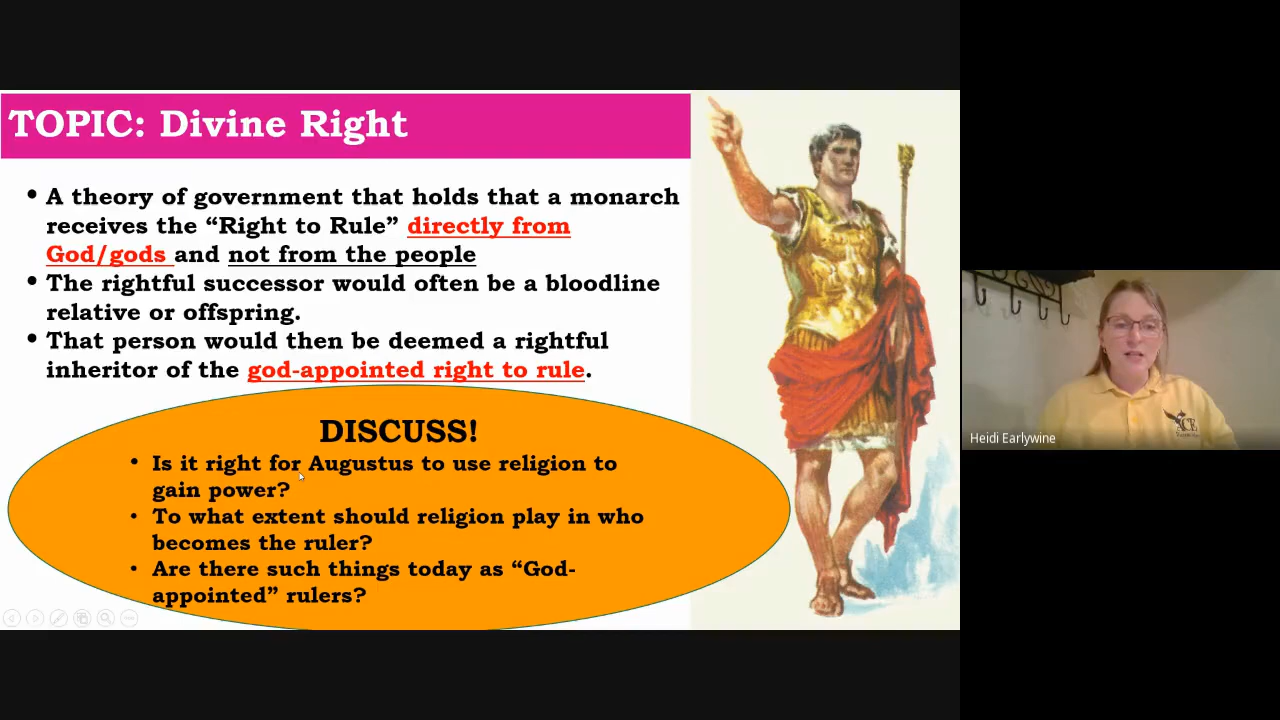 TOPIC: Divine Right
• A theory of government that holds that a monarch
receives the “Right to Rule” directly from
God/gods and not from the people
• The rightful successor would often be a bloodline
relative or offspring.
• That person would then be deemed a rightful
inheritor of the god-appointed right to rule.
DISCUSS!
• Is it right for Augustus to use religion to
gain power?
• To what extent should religion play in who
becomes the ruler?
• Are there such things today as “God-
appointed” rulers?
Heidi Earlywine
ACE